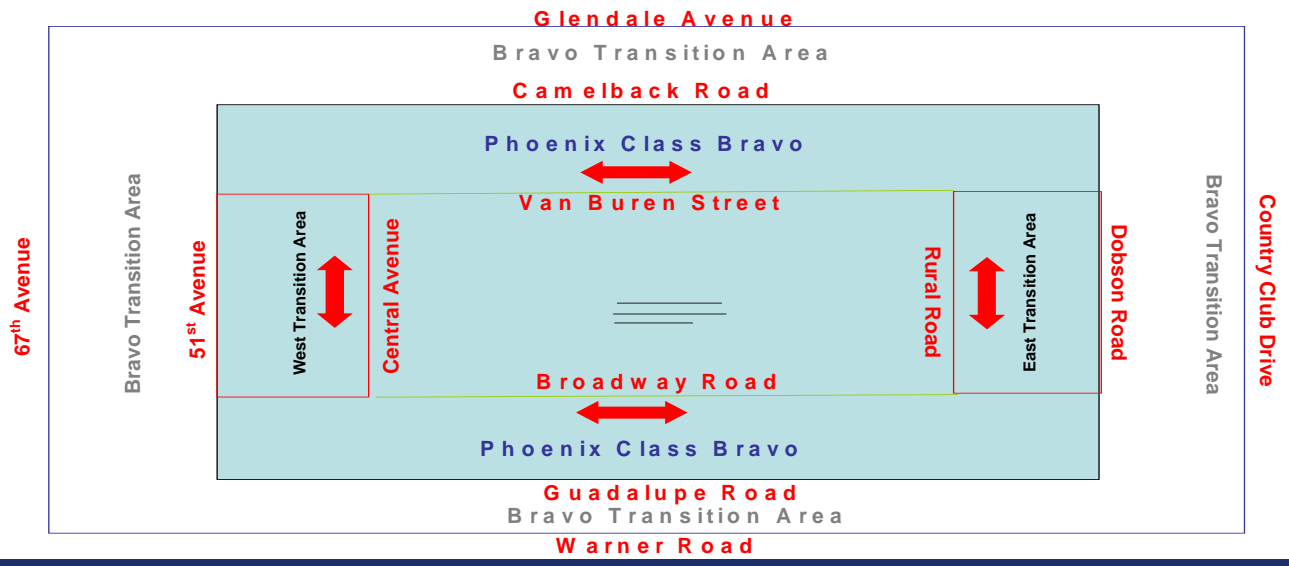 Glendale Avenue
Bravo Transition Area
Camelback Road
Phoenix Class Bravo
Van Buren Street
67th Avenue
Bravo Transition Area
51st Avenue
West Transition Area
Central Avenue
Rural Road
East Transition Area
Dobson Road
Bravo Transition Area
Country Club Drive
Broadway Road
Phoenix Class Bravo
Guadalupe Road
Bravo Transition Area
Warner Road